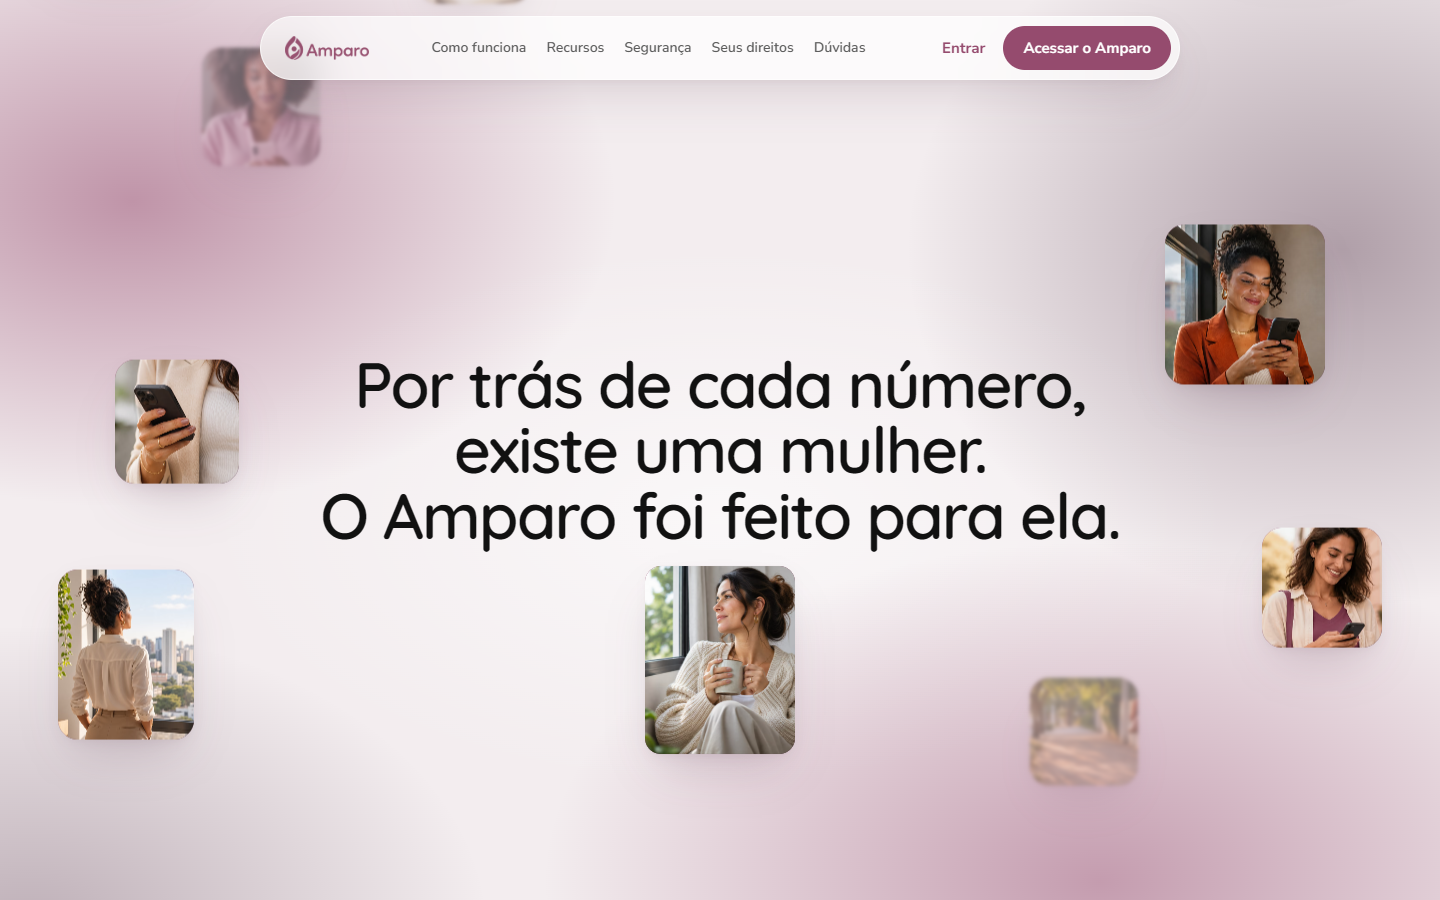 Amparo
Como funciona
Recursos
Segurança
Seus direitos
Dúvidas
Entrar
Acessar o Amparo
Por trás de cada número,
existe uma mulher.
O Amparo foi feito para ela.